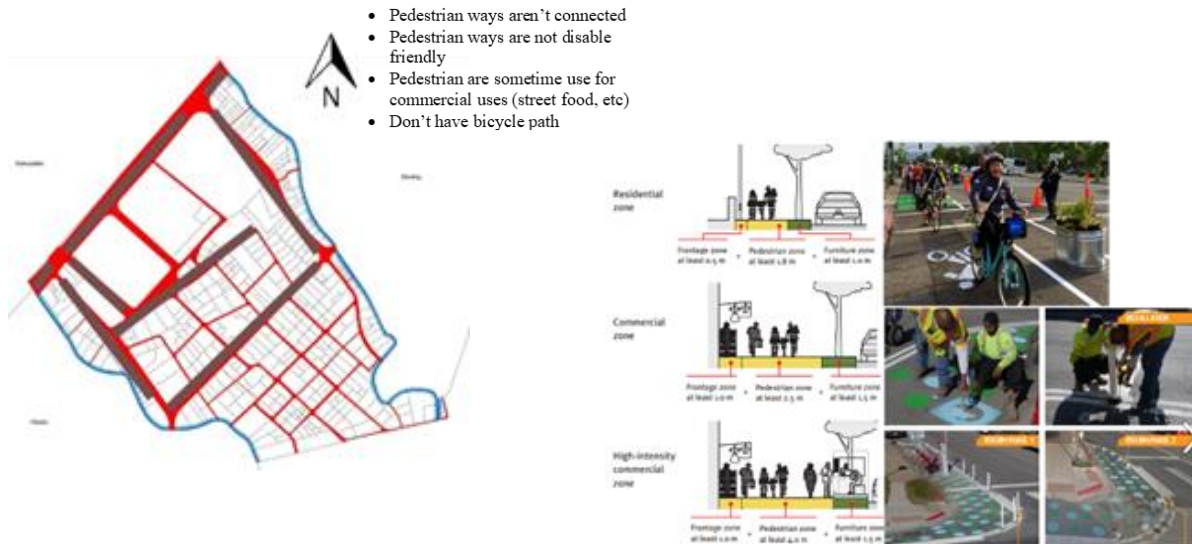 Pedestrian ways aren’t connected
Pedestrian ways are not disable
friendly
Pedestrian are sometime use for
commercial uses (street food, etc)
Don’t have bicycle path
N
Residential
zone
Frontage zone
at least 0.5 m
+
Pedestrian zone
at least 1.8 m
+
Furniture zone
at least 1.0 m
Commercial
zone
Frontage zone
at least 1.0 m
+
Pedestrian zone
at least 2.5 m
+
Furniture zone
at least 1.5 m
High-intensity
commercial
zone
Frontage zone
at least 1.0 m
+
Pedestrian zone
at least 4.0 m
+
Furniture zone
at least 1.5 m
INSTALLATION